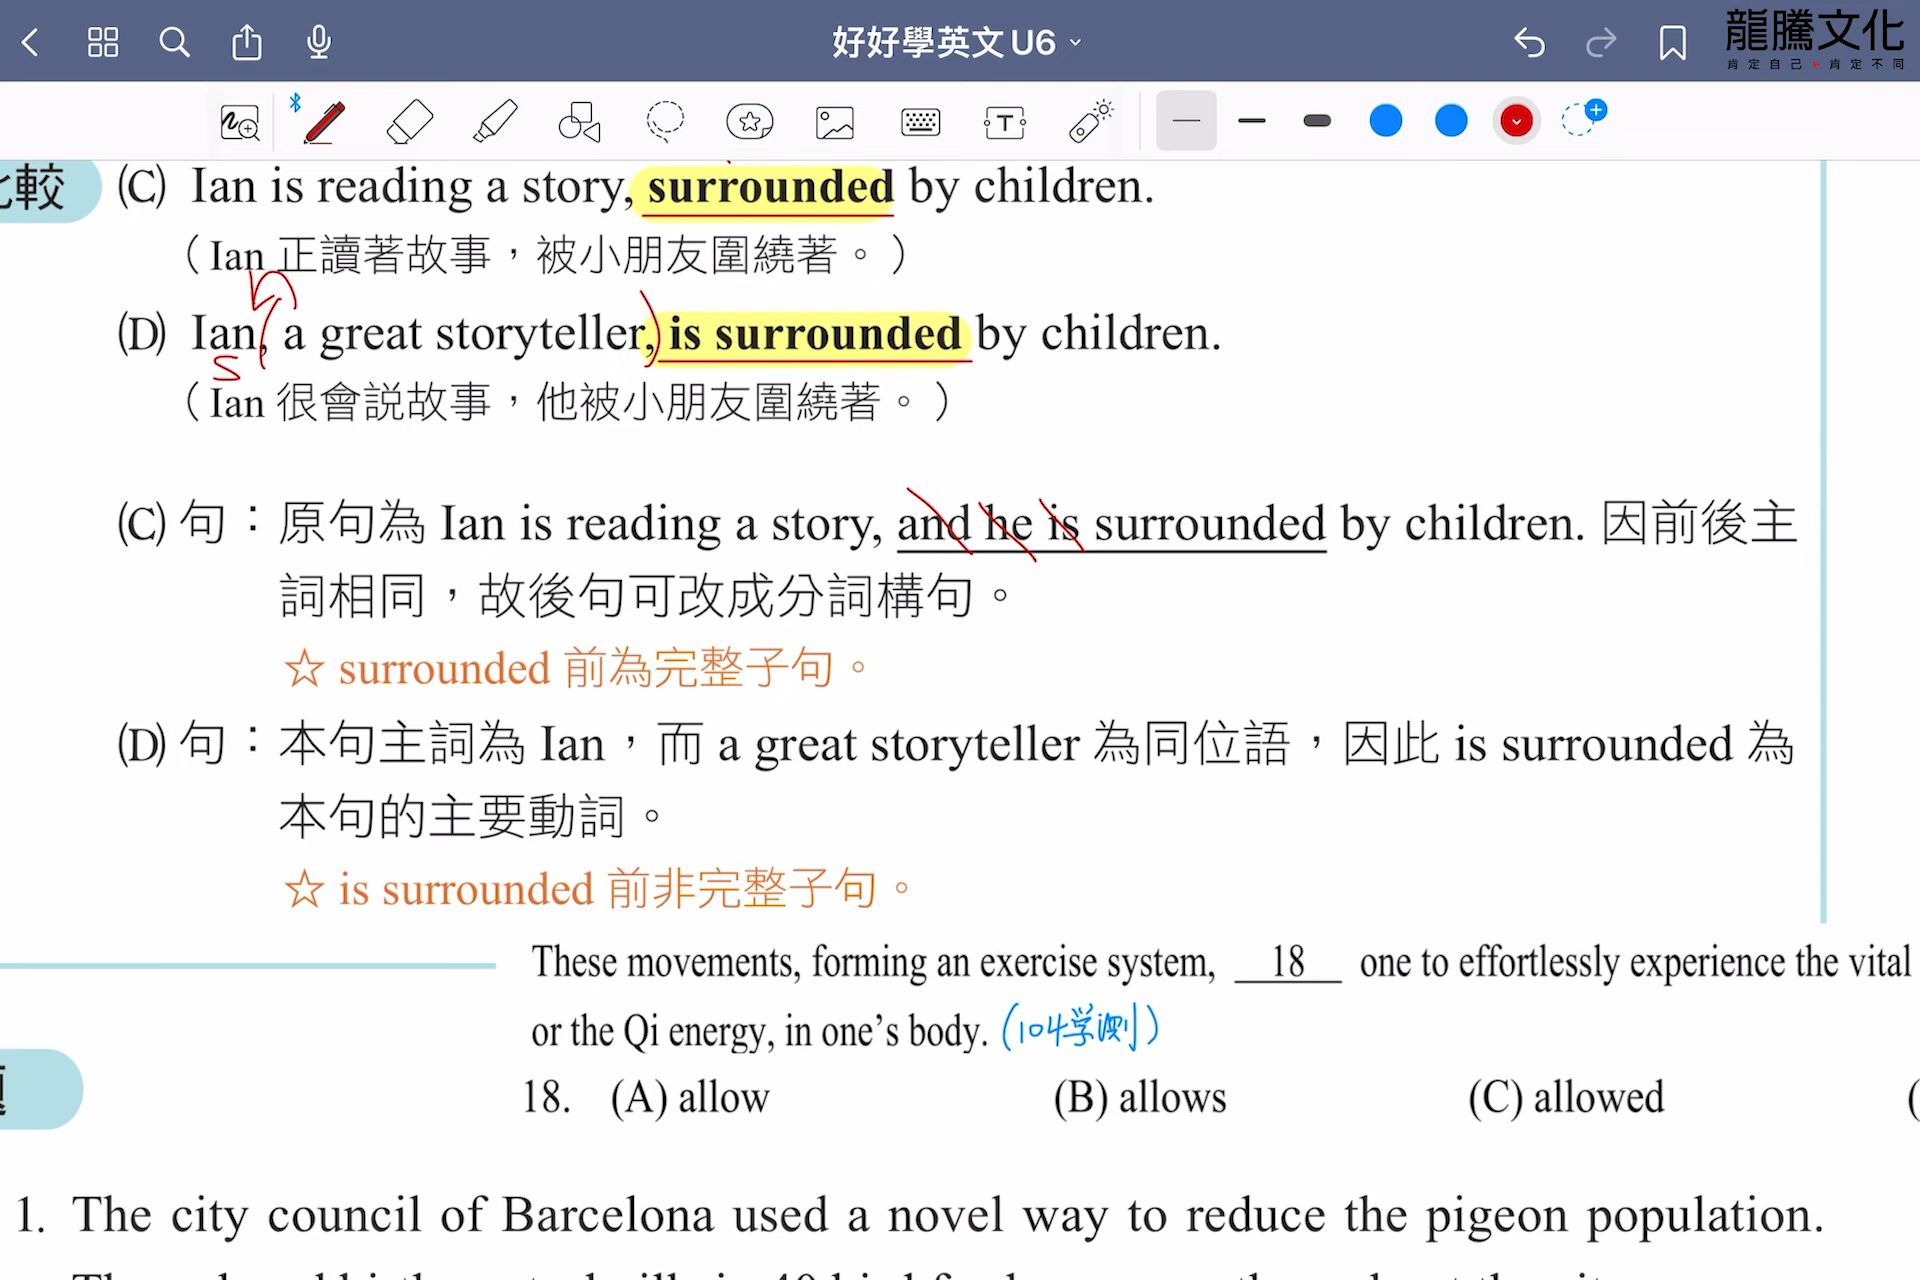 好好學英文U6
龍騰文化
肯定自己➤肯定不同
比較 (C) Ian is reading a story, surrounded by children.
（Ian 正讀著故事，被小朋友圍繞著。）
(D) Ian, a great storyteller, is surrounded by children.
S
（Ian 很會說故事，他被小朋友圍繞著。）
(C) 句：原句為 Ian is reading a story, and he is surrounded by children. 因前後主
詞相同，故後句可改成分詞構句。
☆ surrounded 前為完整子句。
(D) 句：本句主詞為 Ian，而 a great storyteller 為同位語，因此 is surrounded 為
本句的主要動詞。
☆ is surrounded 前非完整子句。
These movements, forming an exercise system, 18 one to effortlessly experience the vital
or the Qi energy, in one's body. (104学測)
18. (A) allow (B) allows (C) allowed (
1. The city council of Barcelona used a novel way to reduce the pigeon population.